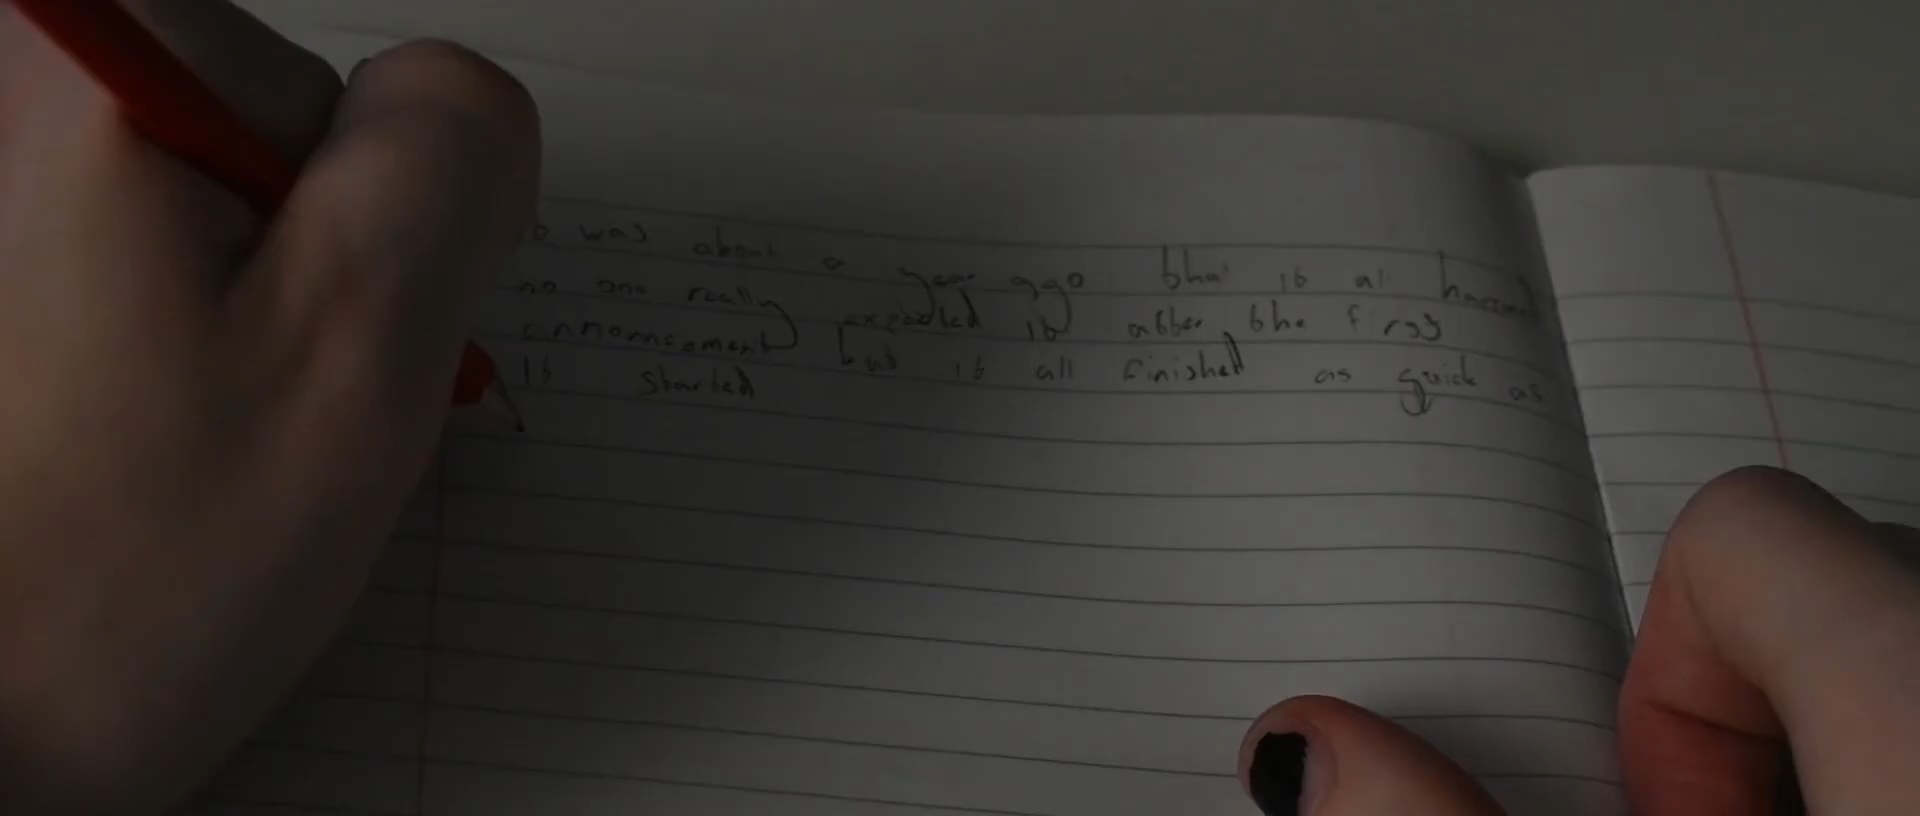 was about a year ago that it all happened
no one really expected it after the first
announcement but it all finished as quick as
it started